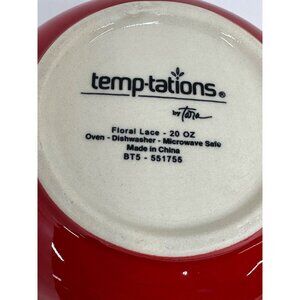 temp-tations®
by Tara
Floral Lace - 20 OZ
Oven - Dishwasher - Microwave Safe
Made in China
BT5 - 551755